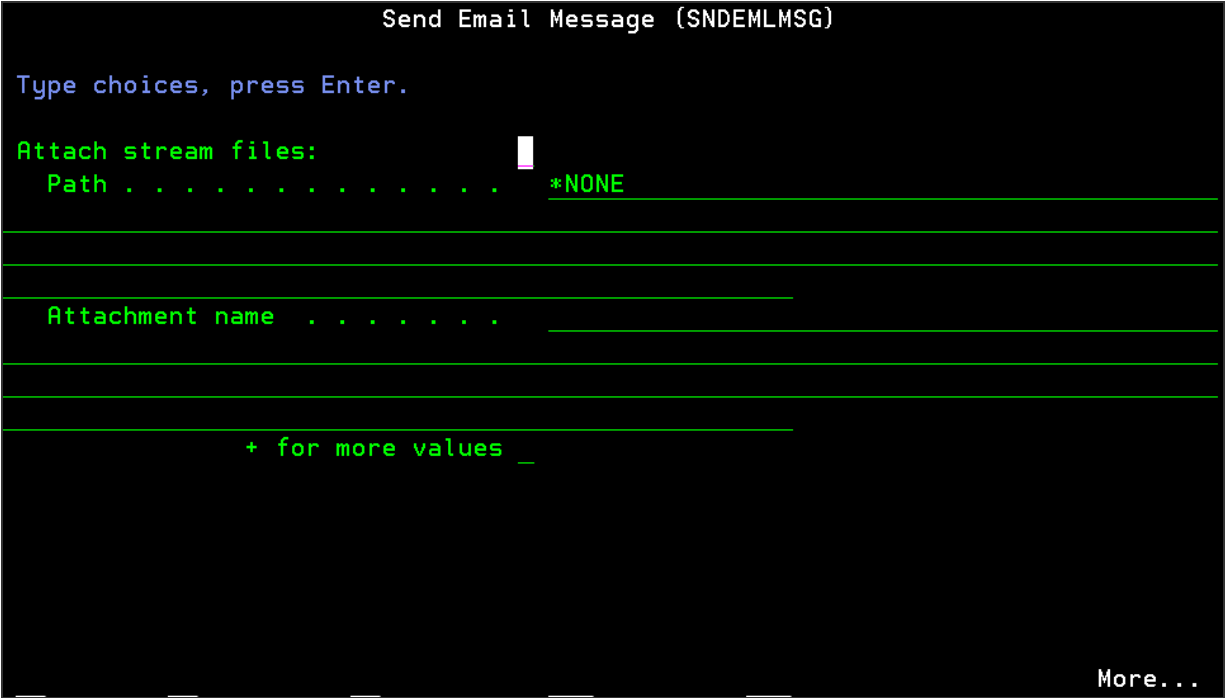 Send Email Message (SNDEMLMSG)
Type choices, press Enter.
Attach stream files:
Path . . . . . . . . . . . . . *NONE
Attachment name . . . . . . .
+ for more values _
More...